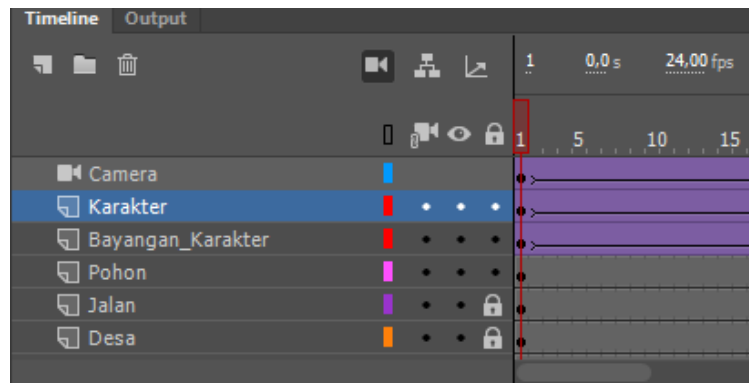 Timeline Output
1 0,0 s 24,00 fps
1 5 10 15
Camera
Karakter
Bayangan_Karakter
Pohon
Jalan
Desa